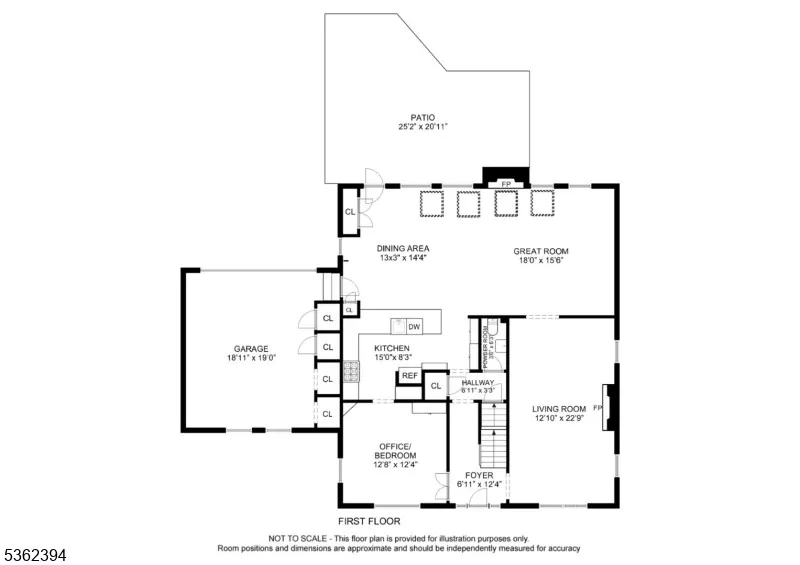 PATIO
25'2" x 20'11"
FP
CL
DINING AREA
13x3" x 14'4"
GREAT ROOM
18'0" x 15'6"
CL
CL
DW
POWDER ROOM
CL
GARAGE
18'11" x 19'0"
KITCHEN
15'0"x 8'3"
REF
CL
CL
HALLWAY
6'11" x 3'3"
CL
LIVING ROOM
12'10" x 22'9"
FP
OFFICE/
BEDROOM
12'8" x 12'4"
FOYER
6'11" x 12'4"
FIRST FLOOR
NOT TO SCALE - This floor plan is provided for illustration purposes only.
Room positions and dimensions are approximate and should be independently measured for accuracy
5362394